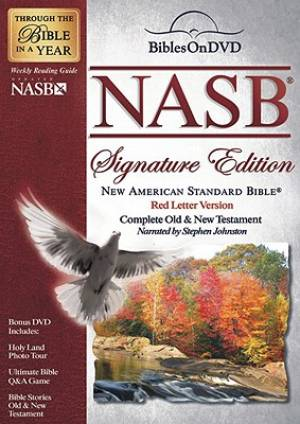 THROUGH THE
BIBLE
IN A
YEAR
Weekly Reading Guide
UPDATED
NASB
BiblesOnDVD
NASB®
Signature Edition
NEW AMERICAN STANDARD BIBLE®
Red Letter Version
Complete Old & New Testament
Narrated by Stephen Johnston
Bonus DVD
Includes:
Holy Land
Photo Tour
Ultimate Bible
Q&A Game
Bible Stories
Old & New
Testament